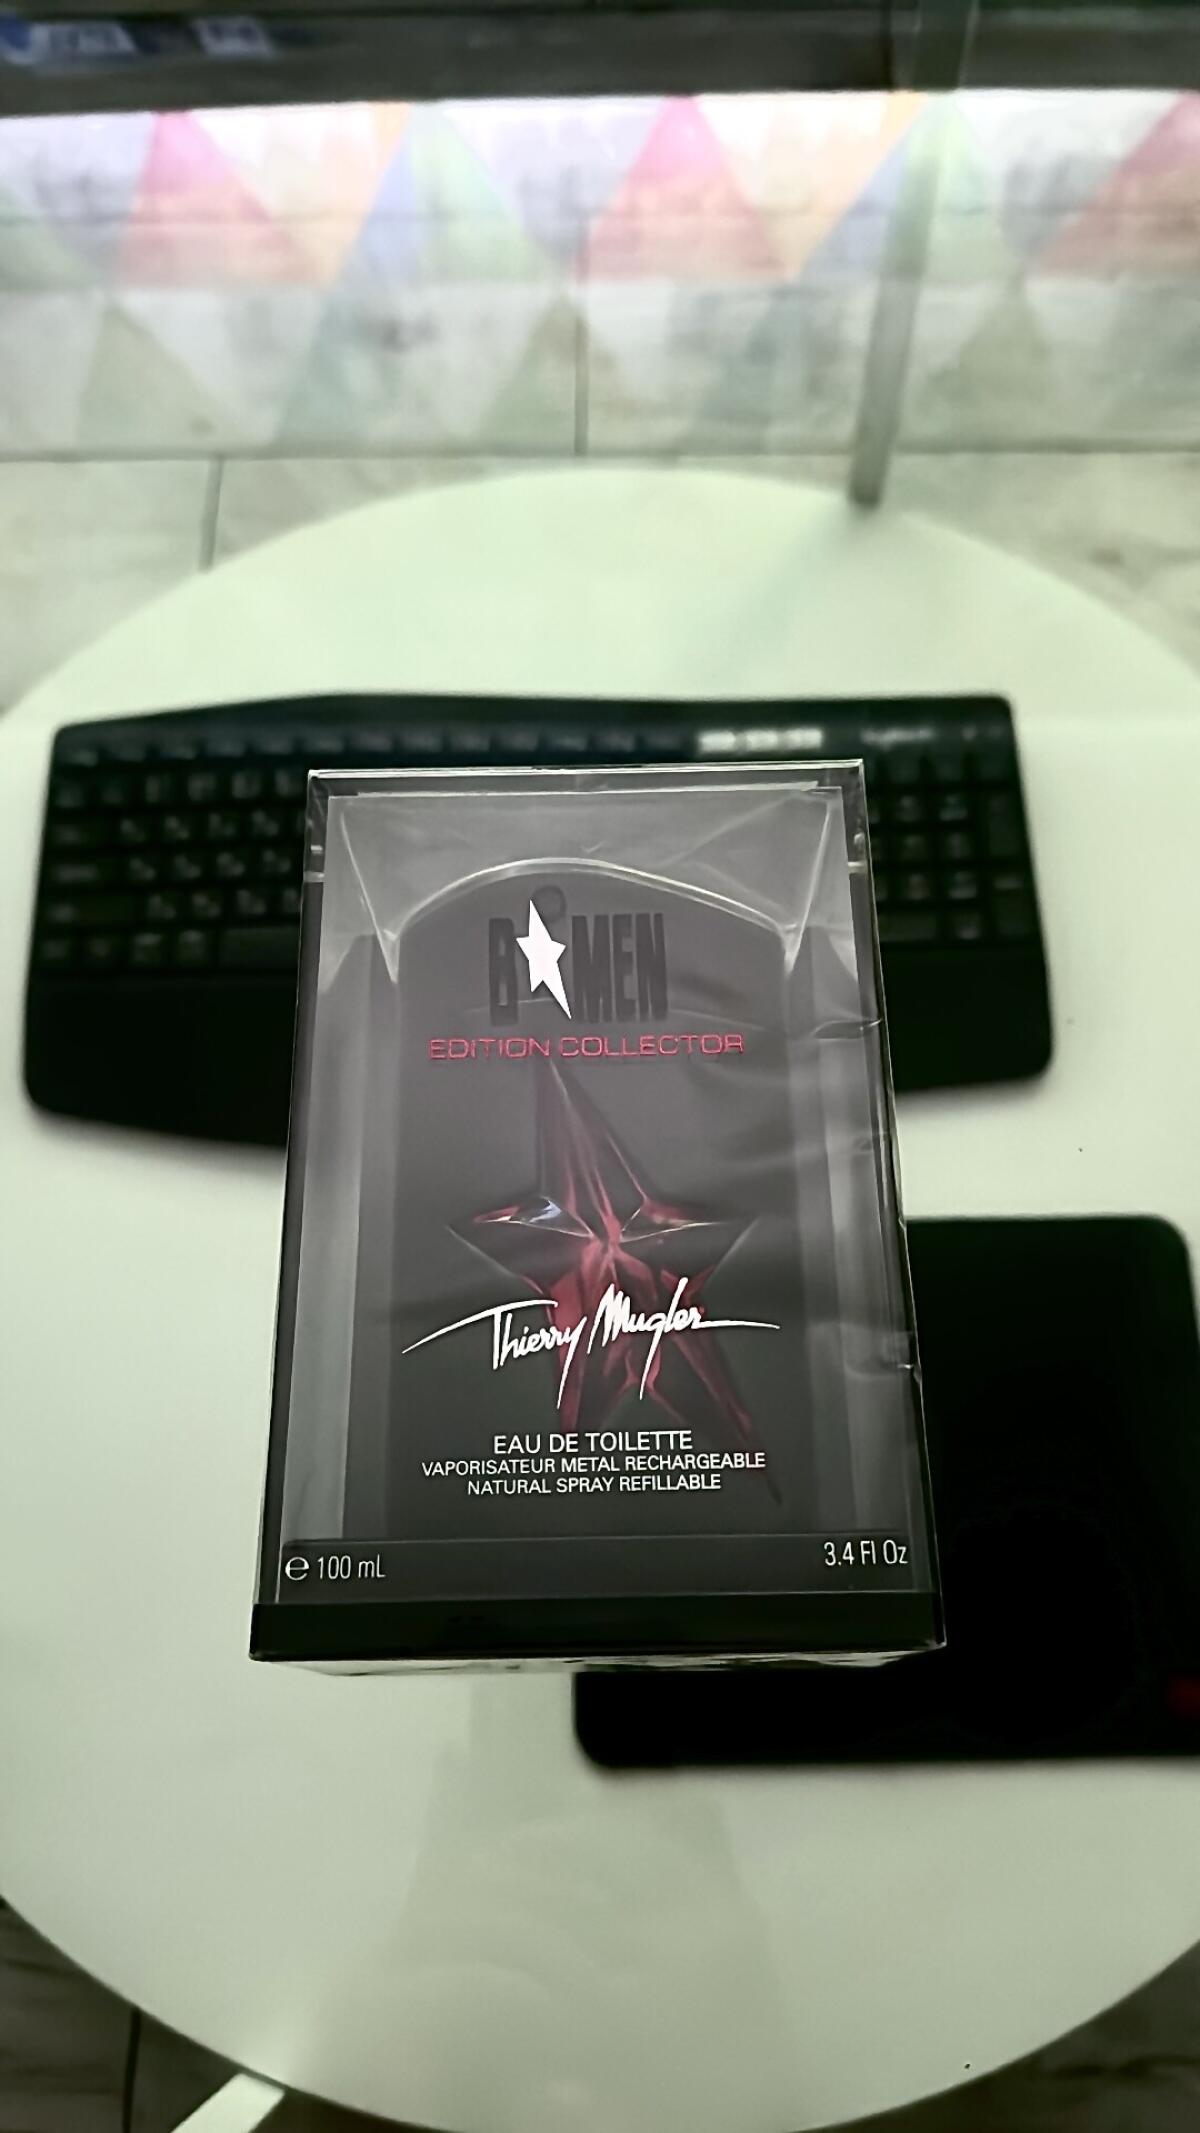 B MEN
EDITION COLLECTOR
Thierry Mugler
EAU DE TOILETTE
VAPORISATEUR METAL RECHARGEABLE
NATURAL SPRAY REFILLABLE
℮ 100 mL
3.4 Fl Oz